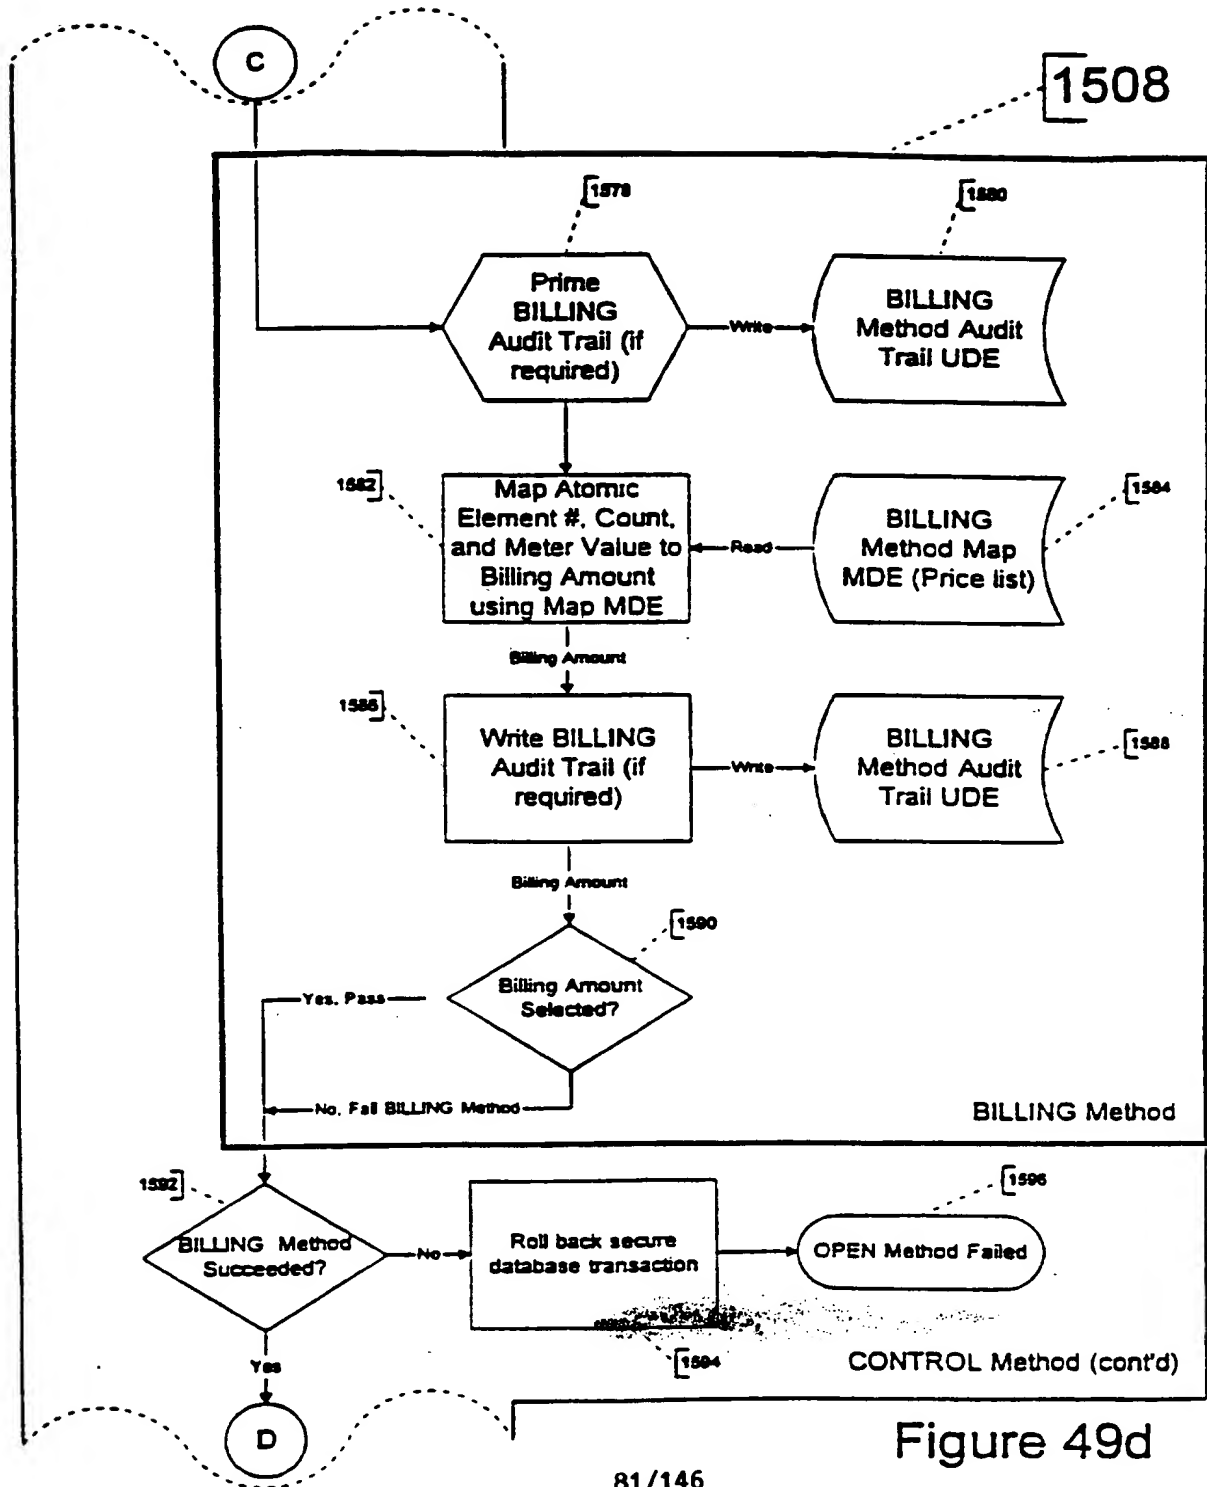 C
1508
1578
1580
Prime
BILLING
Audit Trail (if
required)
Write
BILLING
Method Audit
Trail UDE
1582
Map Atomic
Element #, Count,
and Meter Value to
Billing Amount
using Map MDE
Read
BILLING
Method Map
MDE (Price list)
1584
Billing Amount
1586
Write BILLING
Audit Trail (if
required)
Write
BILLING
Method Audit
Trail UDE
1588
Billing Amount
1590
Billing Amount
Selected?
Yes, Pass
No, Fail BILLING Method
BILLING Method
1592
BILLING Method
Succeeded?
No
Roll back secure
database transaction
1596
OPEN Method Failed
1594
Yes
CONTROL Method (cont'd)
D
Figure 49d
81/146